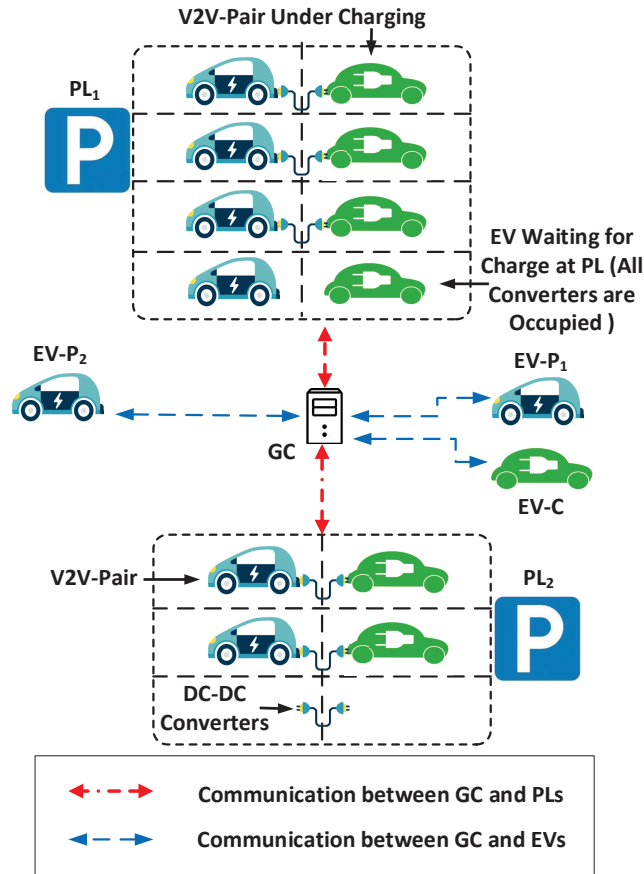 V2V-Pair Under Charging
PL₁
P
EV Waiting for
Charge at PL (All
Converters are
Occupied )
EV-P₂
EV-P₁
GC
EV-C
V2V-Pair
PL₂
P
DC-DC
Converters
Communication between GC and PLs
Communication between GC and EVs